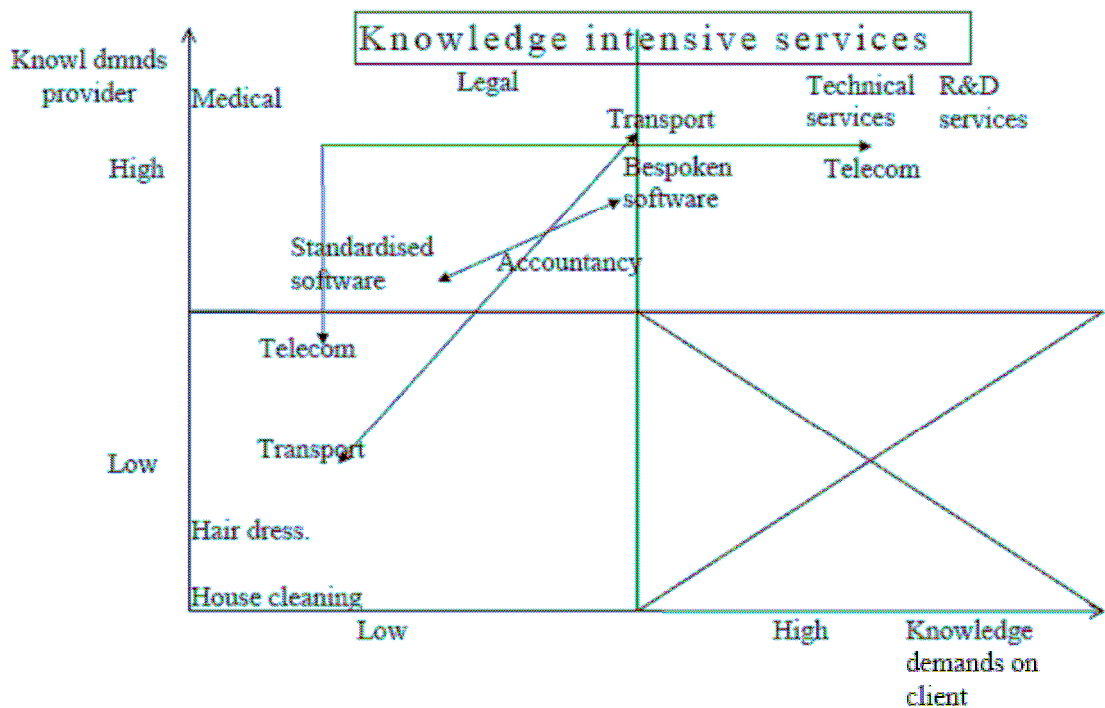 Knowledge intensive services
Knowl dmnds
provider
Medical
Legal
Technical
services
R&D
services
Transport
High
Bespoken
software
Telecom
Standardised
software
Accountancy
Telecom
Transport
Low
Hair dress.
House cleaning
Low
High
Knowledge
demands on
client